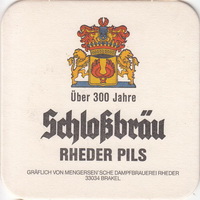 Über 300 Jahre
Schloßbräu
RHEDER PILS
GRÄFLICH VON MENGERSEN'SCHE DAMPFBRAUEREI RHEDER
33034 BRAKEL